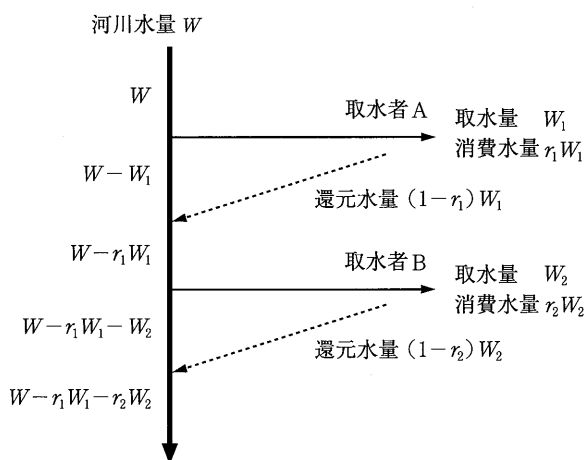 河川水量 W
W
取水者A
取水量 W₁
消費水量 r₁W₁
W−W₁
還元水量 (1−r₁)W₁
W−r₁W₁
取水者B
取水量 W₂
消費水量 r₂W₂
W−r₁W₁−W₂
還元水量 (1−r₂)W₂
W−r₁W₁−r₂W₂